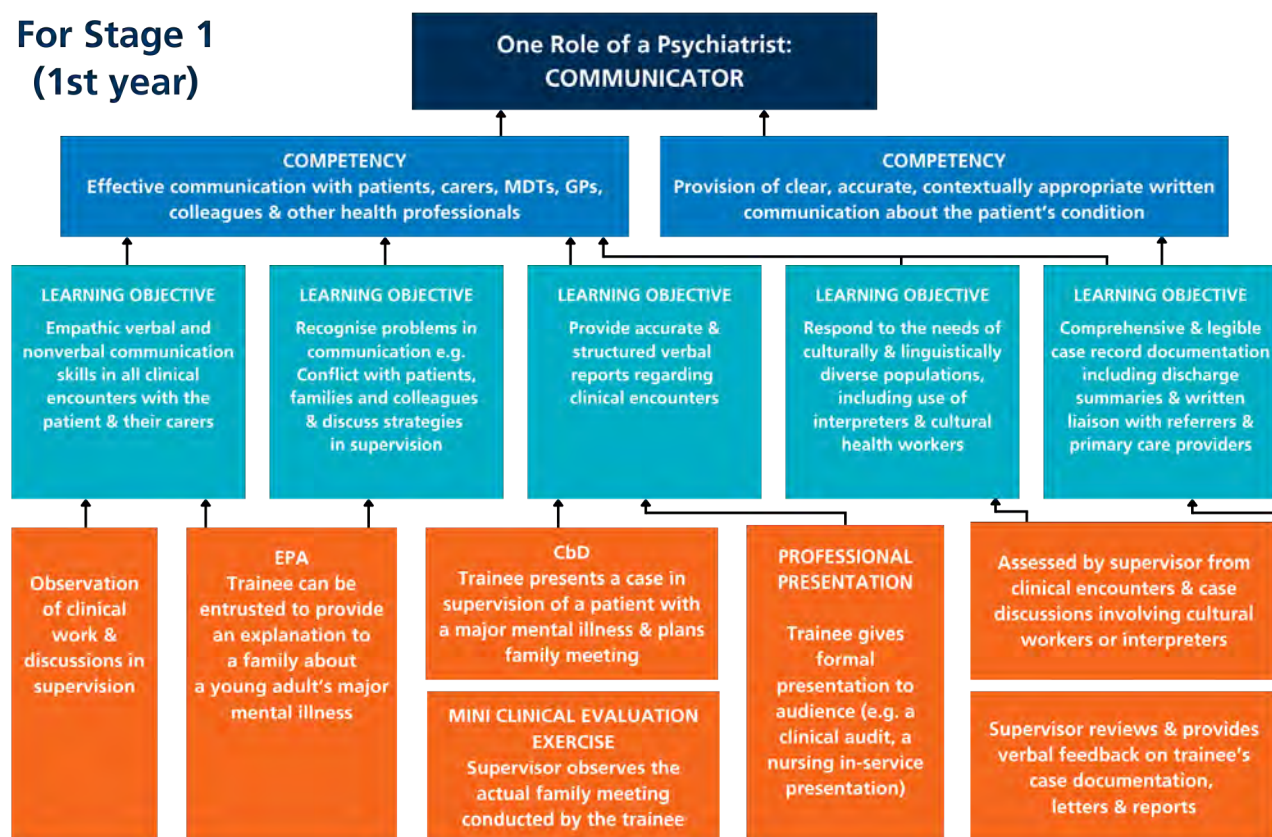 For Stage 1
(1st year)
One Role of a Psychiatrist:
COMMUNICATOR
COMPETENCY
Effective communication with patients, carers, MDTs, GPs,
colleagues & other health professionals
COMPETENCY
Provision of clear, accurate, contextually appropriate written
communication about the patient's condition
LEARNING OBJECTIVE
Empathic verbal and
nonverbal communication
skills in all clinical
encounters with the
patient & their carers
LEARNING OBJECTIVE
Recognise problems in
communication e.g.
Conflict with patients,
families and colleagues
& discuss strategies
in supervision
LEARNING OBJECTIVE
Provide accurate &
structured verbal
reports regarding
clinical encounters
LEARNING OBJECTIVE
Respond to the needs of
culturally & linguistically
diverse populations,
including use of
interpreters & cultural
health workers
LEARNING OBJECTIVE
Comprehensive & legible
case record documentation
including discharge
summaries & written
liaison with referrers &
primary care providers
Observation
of clinical
work &
discussions in
supervision
EPA
Trainee can be
entrusted to provide
an explanation to
a family about
a young adult's major
mental illness
CbD
Trainee presents a case in
supervision of a patient with
a major mental illness & plans
family meeting
MINI CLINICAL EVALUATION
EXERCISE
Supervisor observes the
actual family meeting
conducted by the trainee
PROFESSIONAL
PRESENTATION
Trainee gives
formal
presentation to
audience (e.g. a
clinical audit, a
nursing in-service
presentation)
Assessed by supervisor from
clinical encounters & case
discussions involving cultural
workers or interpreters
Supervisor reviews & provides
verbal feedback on trainee's
case documentation,
letters & reports